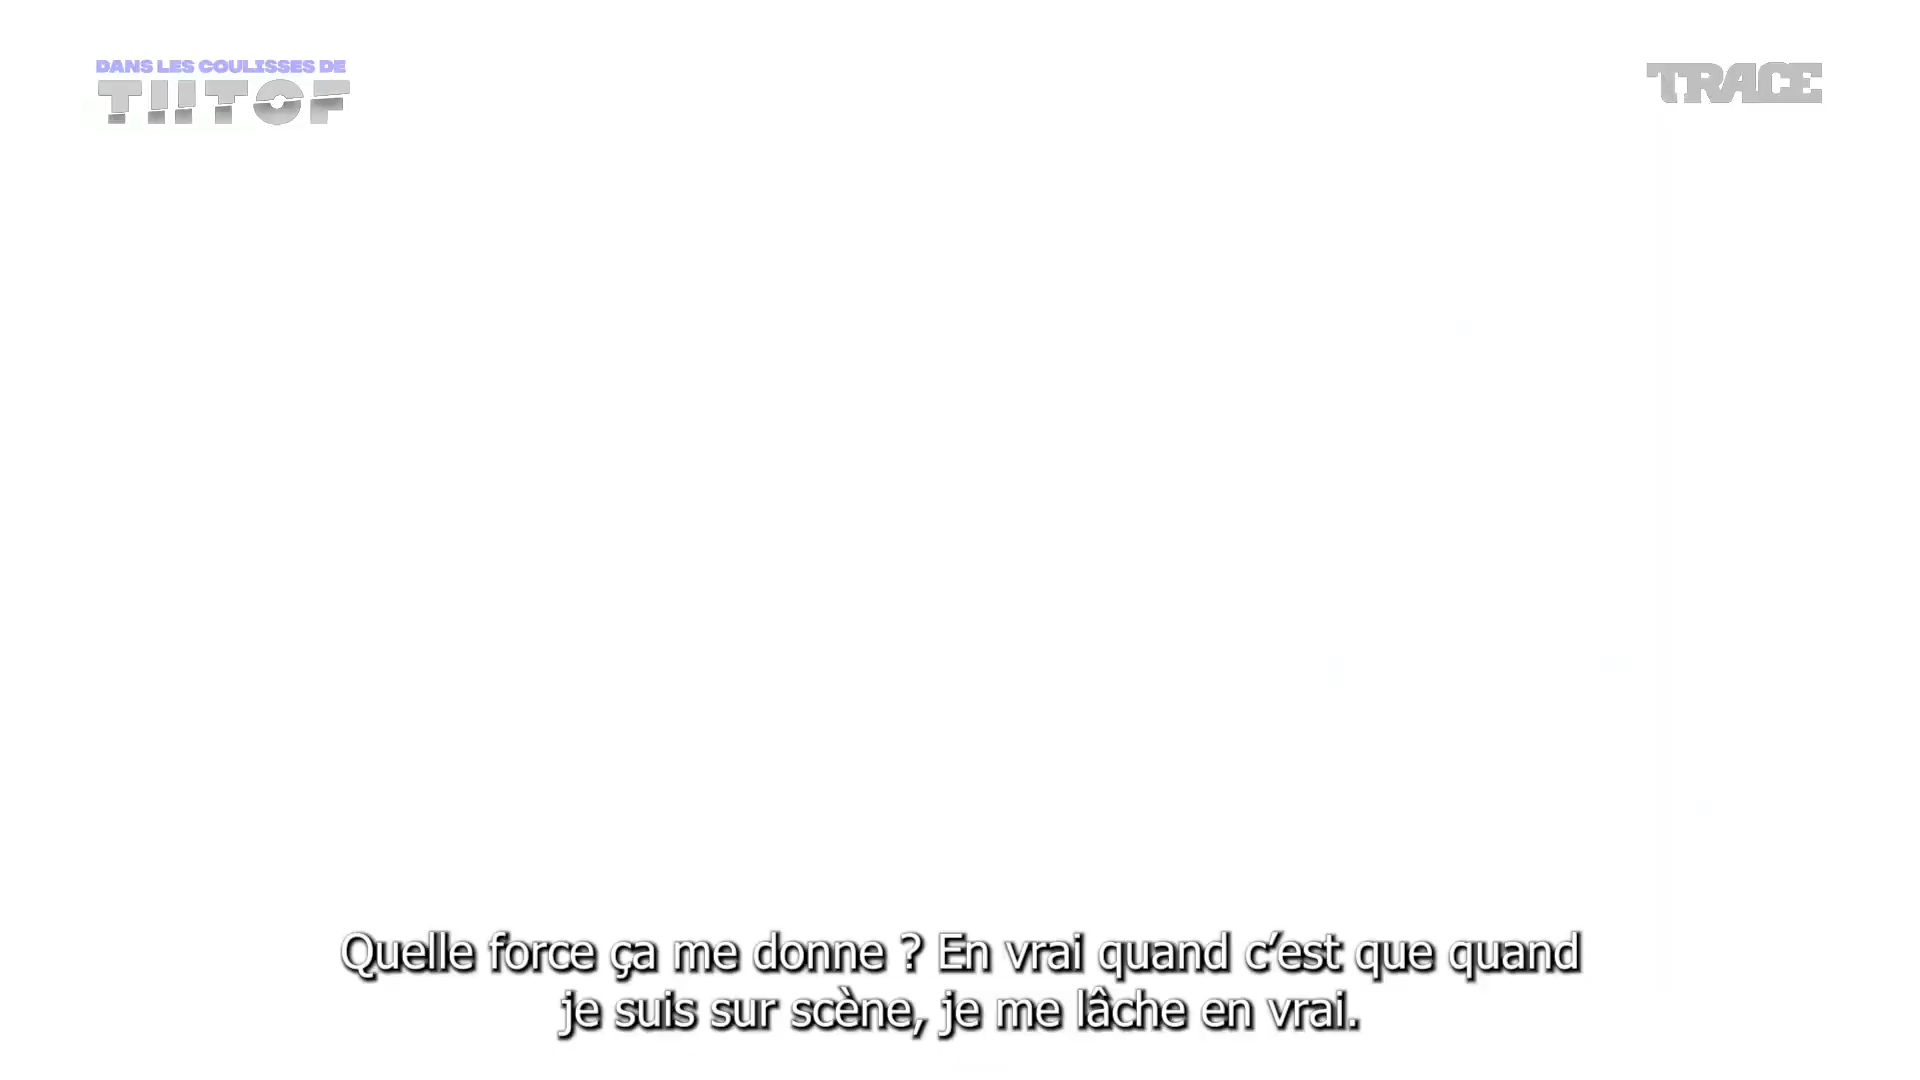 DANS LES COULISSES DE
TIITOF
TRACE
Quelle force ça me donne ? En vrai quand c’est que quand
je suis sur scène, je me lâche en vrai.